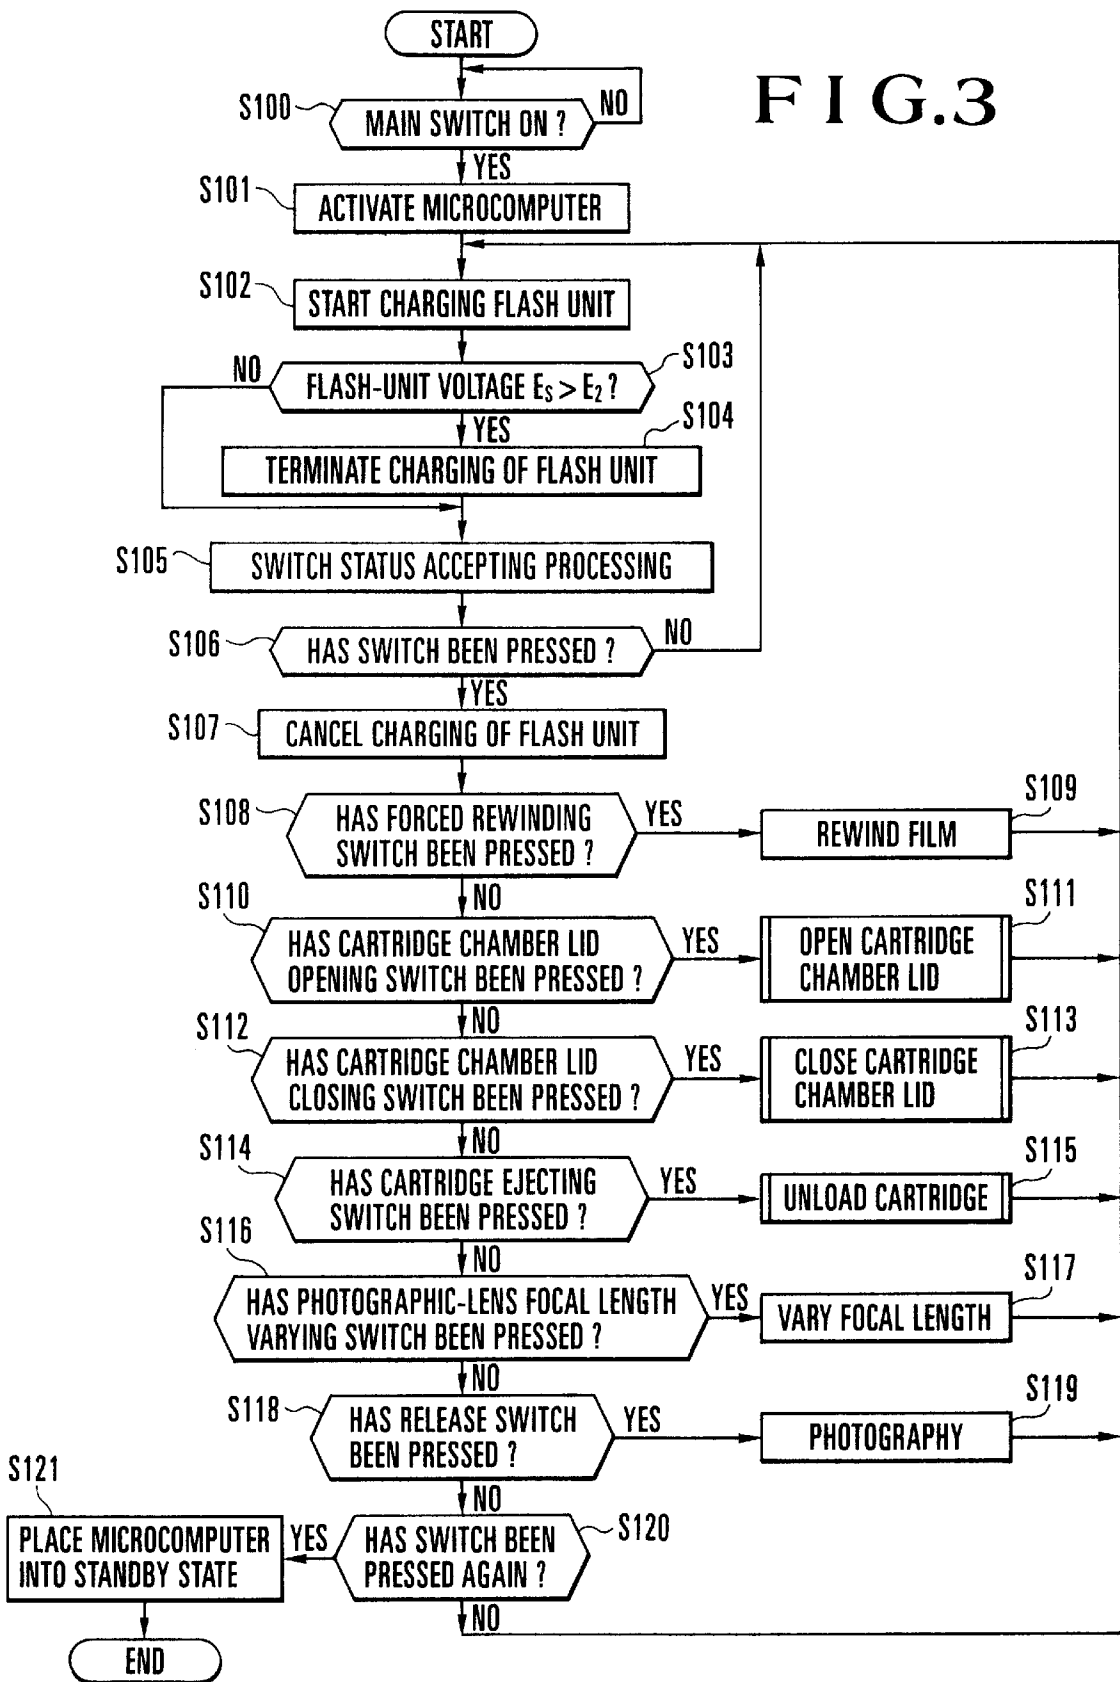 START
FIG.3
S100
MAIN SWITCH ON ?
NO
YES
S101
ACTIVATE MICROCOMPUTER
S102
START CHARGING FLASH UNIT
S103
NO
FLASH-UNIT VOLTAGE ES > E2 ?
YES
S104
TERMINATE CHARGING OF FLASH UNIT
S105
SWITCH STATUS ACCEPTING PROCESSING
S106
HAS SWITCH BEEN PRESSED ?
NO
YES
S107
CANCEL CHARGING OF FLASH UNIT
S108
HAS FORCED REWINDING
SWITCH BEEN PRESSED ?
YES
S109
REWIND FILM
NO
S110
HAS CARTRIDGE CHAMBER LID
OPENING SWITCH BEEN PRESSED ?
YES
S111
OPEN CARTRIDGE
CHAMBER LID
NO
S112
HAS CARTRIDGE CHAMBER LID
CLOSING SWITCH BEEN PRESSED ?
YES
S113
CLOSE CARTRIDGE
CHAMBER LID
NO
S114
HAS CARTRIDGE EJECTING
SWITCH BEEN PRESSED ?
YES
S115
UNLOAD CARTRIDGE
NO
S116
HAS PHOTOGRAPHIC-LENS FOCAL LENGTH
VARYING SWITCH BEEN PRESSED ?
YES
S117
VARY FOCAL LENGTH
NO
S118
HAS RELEASE SWITCH
BEEN PRESSED ?
YES
S119
PHOTOGRAPHY
NO
S120
HAS SWITCH BEEN
PRESSED AGAIN ?
YES
S121
PLACE MICROCOMPUTER
INTO STANDBY STATE
NO
END